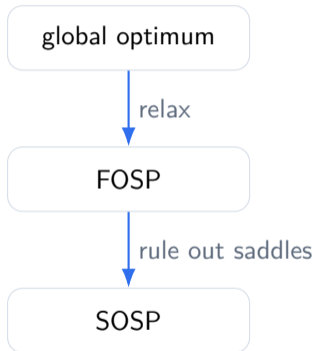 global optimum
relax
FOSP
rule out saddles
SOSP